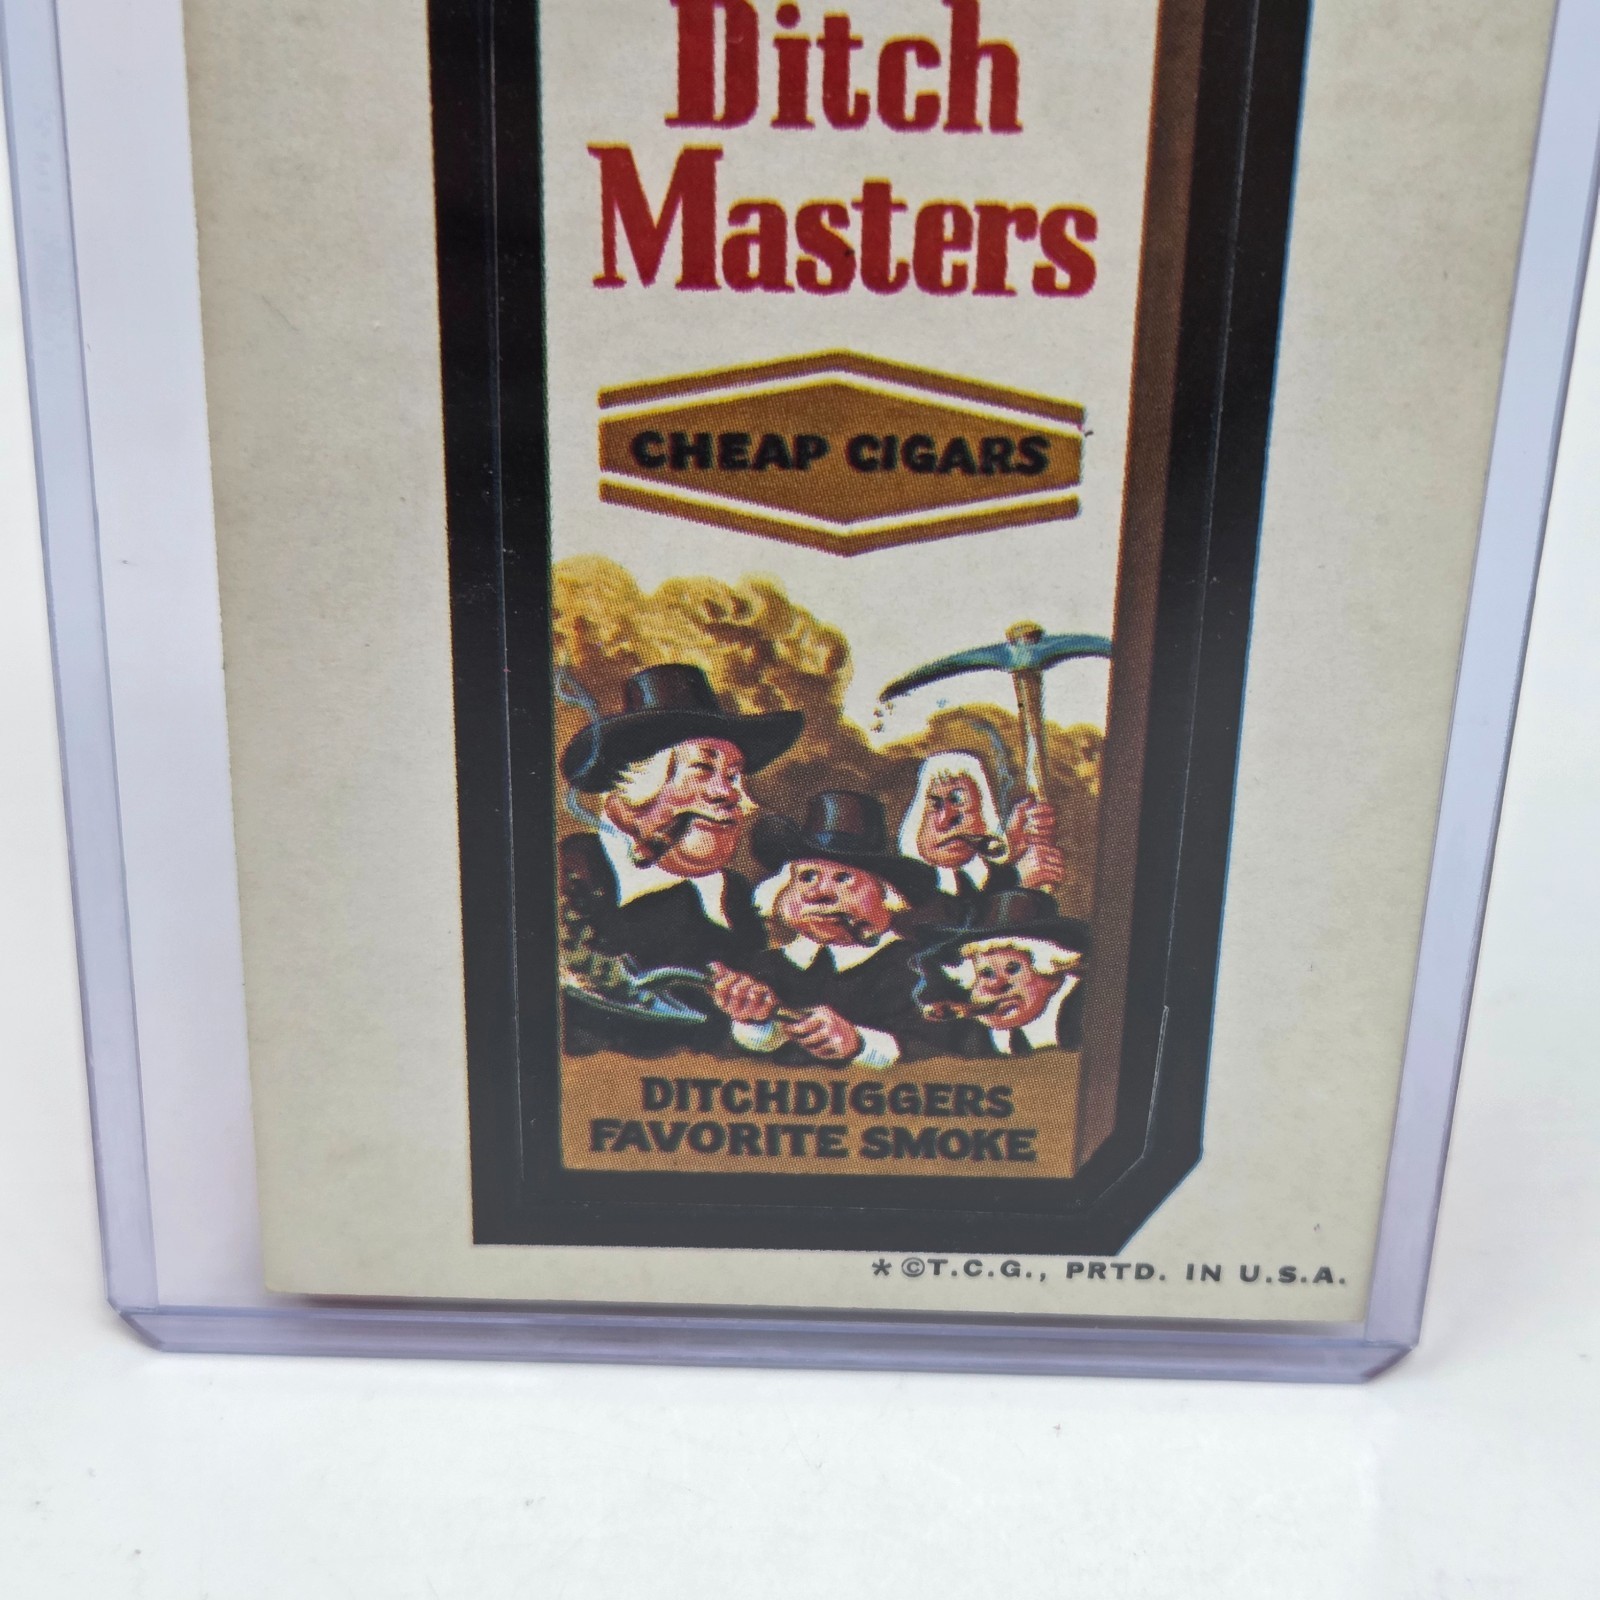 Ditch
Masters
CHEAP CIGARS
DITCHDIGGERS
FAVORITE SMOKE
*©T.C.G., PRTD. IN U.S.A.